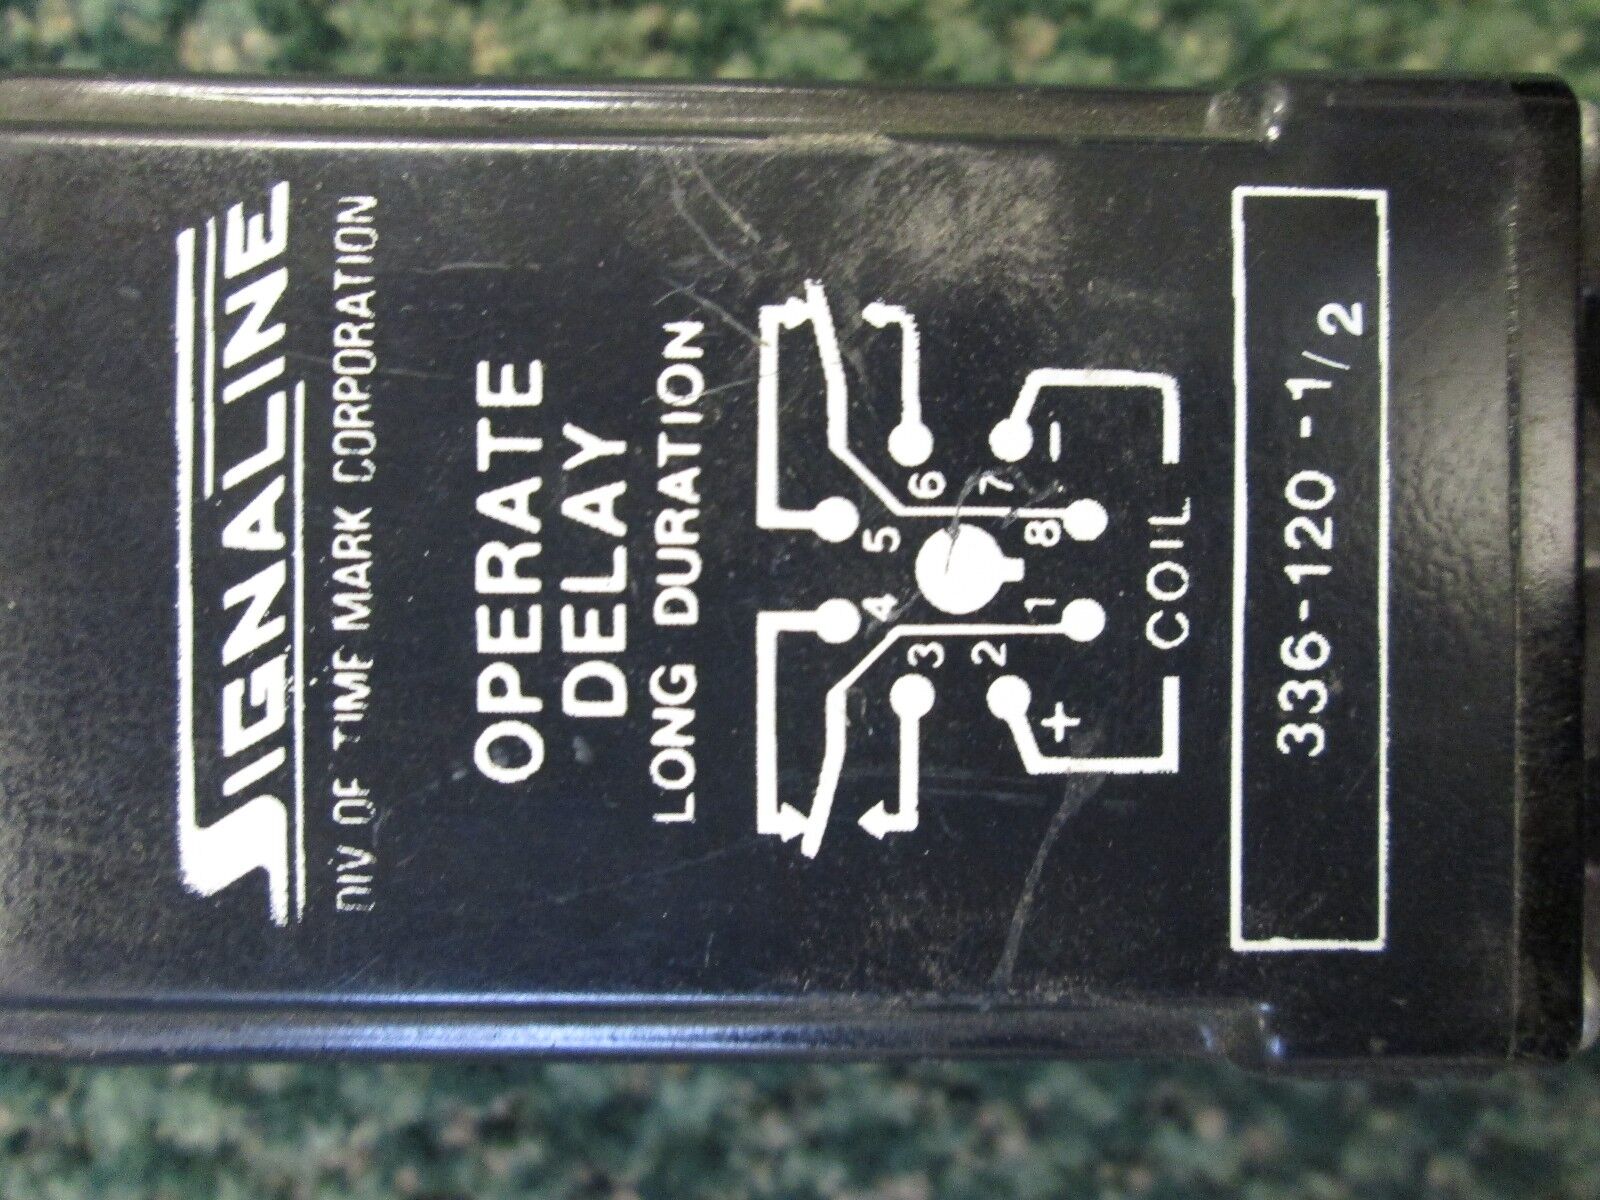 SIGNALINE
DIV OF TIME MARK CORPORATION
OPERATE
DELAY
LONG DURATION
4 5
3 6
2 7
1 8
+ -
COIL
336-120-1/2